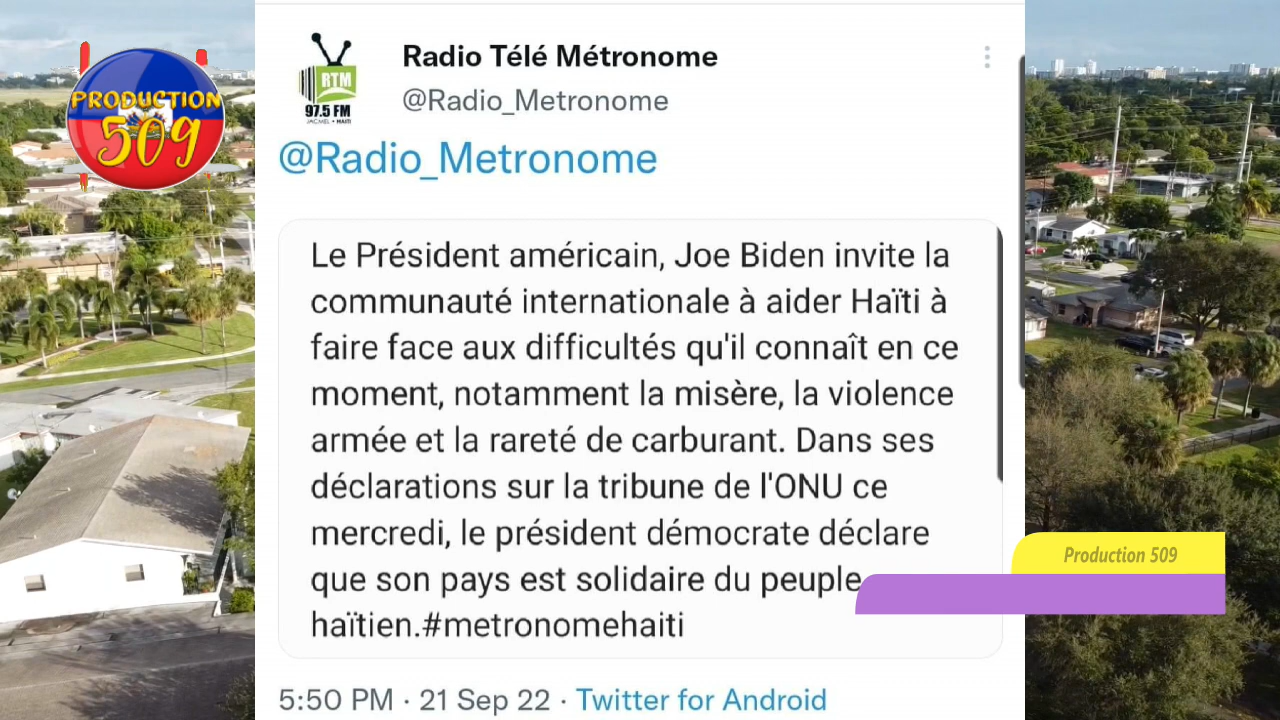 PRODUCTION
509
RTM
97.5 FM
JACMEL • HAITI
Radio Télé Métronome
@Radio_Metronome
@Radio_Metronome
Le Président américain, Joe Biden invite la
communauté internationale à aider Haïti à
faire face aux difficultés qu'il connaît en ce
moment, notamment la misère, la violence
armée et la rareté de carburant. Dans ses
déclarations sur la tribune de l'ONU ce
mercredi, le président démocrate déclare
que son pays est solidaire du peuple
haïtien.#metronomehaiti
Production 509
5:50 PM · 21 Sep 22 · Twitter for Android